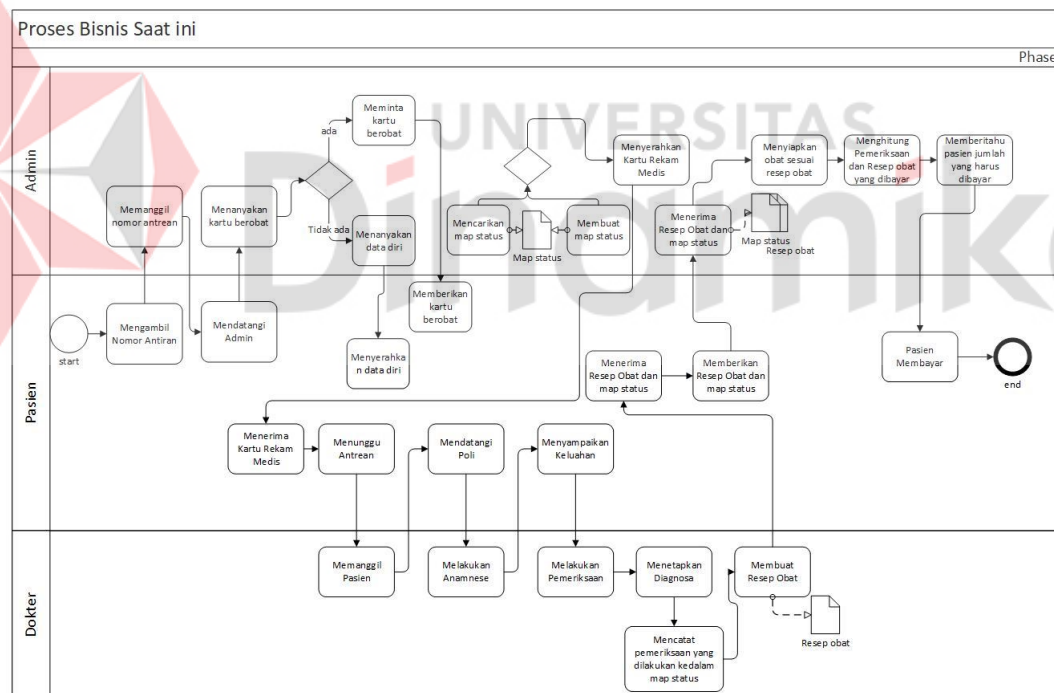 Proses Bisnis Saat ini
Phase
UNIVERSITAS
Dinamika
Admin
Memanggil
nomor antrean
Menanyakan
kartu berobat
ada
Tidak ada
Meminta
kartu
berobat
Menanyakan
data diri
Mencarikan
map status
Map status
Membuat
map status
Menyerahkan
Kartu Rekam
Medis
Menerima
Resep Obat dan
map status
Map status
Resep obat
Menyiapkan
obat sesuai
resep obat
Menghitung
Pemeriksaan
dan Resep obat
yang dibayar
Memberitahu
pasien jumlah
yang harus
dibayar
Pasien
start
Mengambil
Nomor Antiran
Mendatangi
Admin
Menyerahka
n data diri
Memberikan
kartu
berobat
Menerima
Resep Obat dan
map status
Memberikan
Resep Obat dan
map status
Pasien
Membayar
end
Menerima
Kartu Rekam
Medis
Menunggu
Antrean
Mendatangi
Poli
Menyampaikan
Keluahan
Dokter
Memanggil
Pasien
Melakukan
Anamnese
Melakukan
Pemeriksaan
Menetapkan
Diagnosa
Mencatat
pemeriksaan yang
dilakukan kedalam
map status
Membuat
Resep Obat
Resep obat